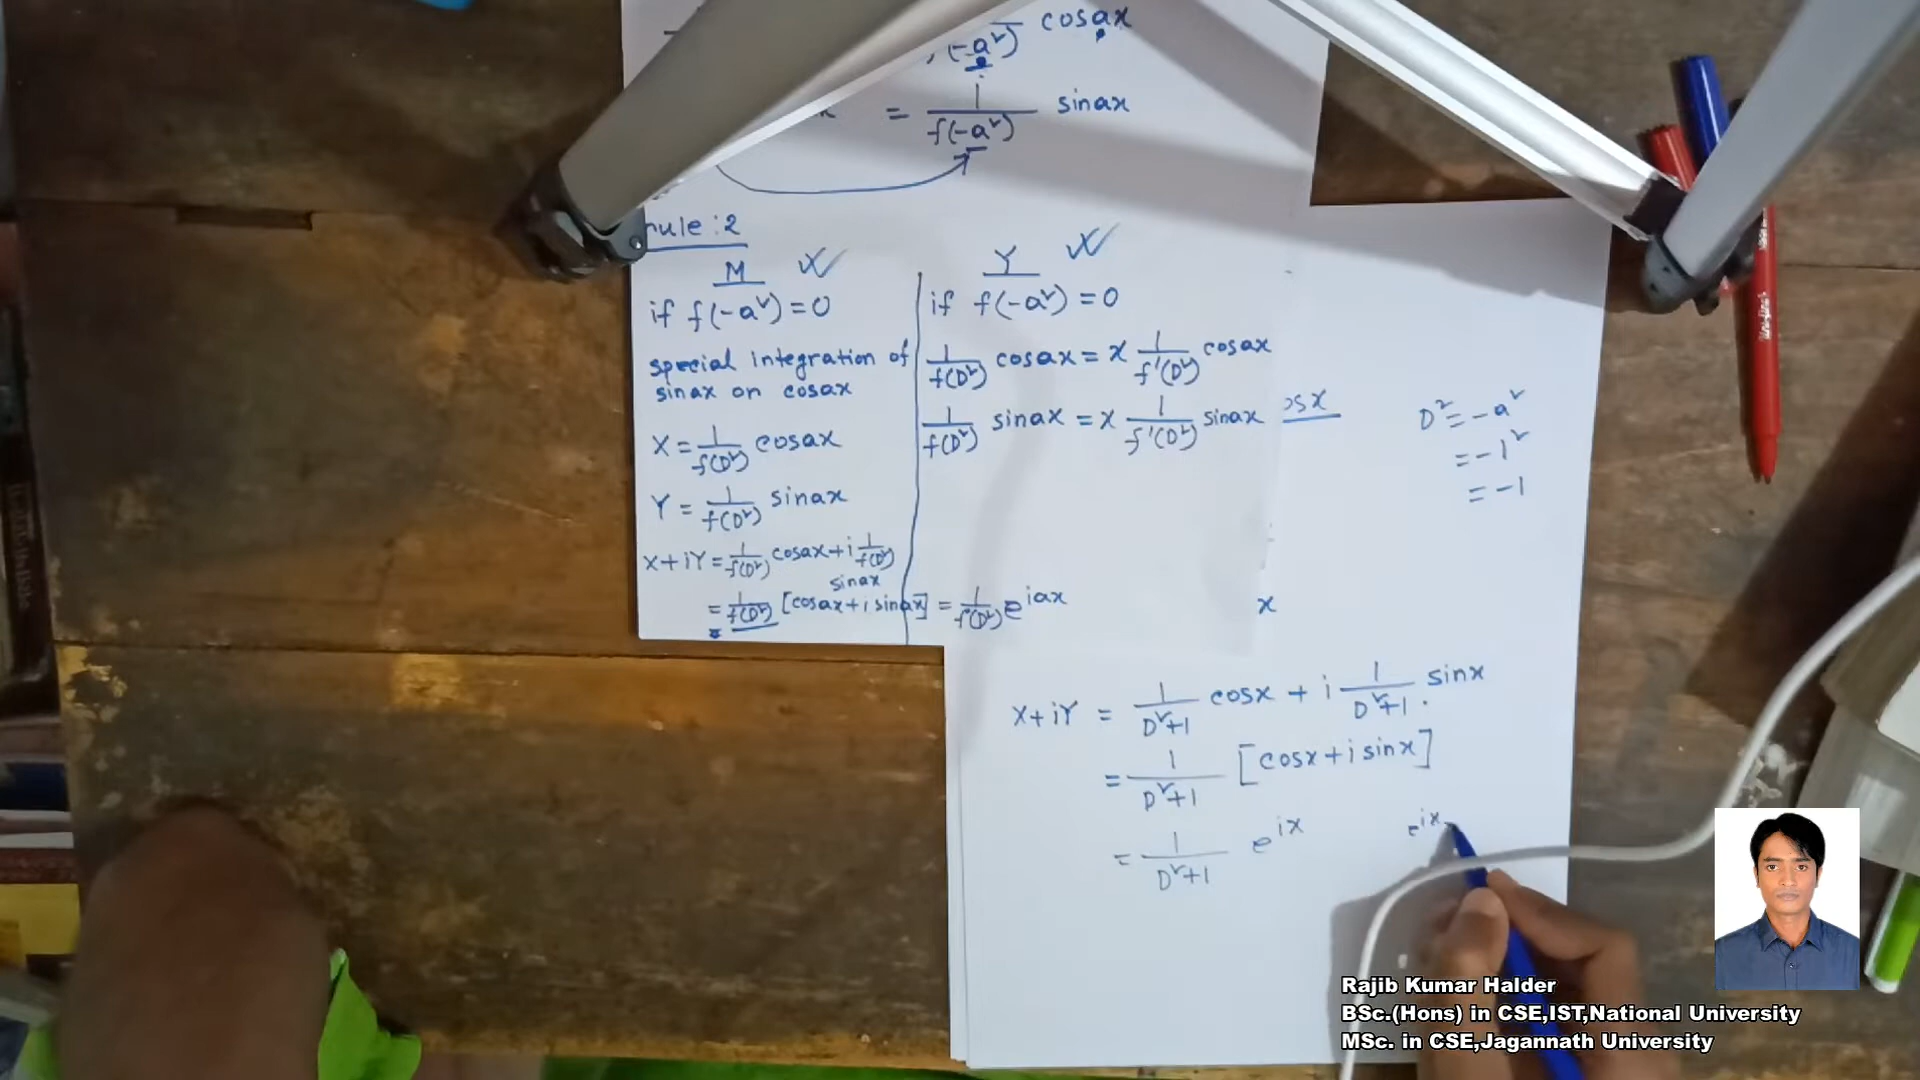 cosax
(-a²)
= 1/f(-a²) sinax
rule:2
M
if f(-a²)=0
special integration of
sinax on cosax
X = 1/f(D²) cosax
Y = 1/f(D²) sinax
X+iY = 1/f(D²) cosax+i 1/f(D²)
sinax
= 1/f(D²) [cosax+i sinax] = 1/f(D²) e^iax
Y
if f(-a²) = 0
1/f(D²) cosax = x 1/f'(D²) cosax
1/f(D²) sinax = x 1/f'(D²) sinax
osx
D² = -a²
= -1²
= -1
x
X+iY = 1/D²+1 cosx + i 1/D²+1 . sinx
= 1/D²+1 [cosx+i sinx]
= 1/D²+1 e^ix
e^ix
Rajib Kumar Halder
BSc.(Hons) in CSE,IST,National University
MSc. in CSE,Jagannath University